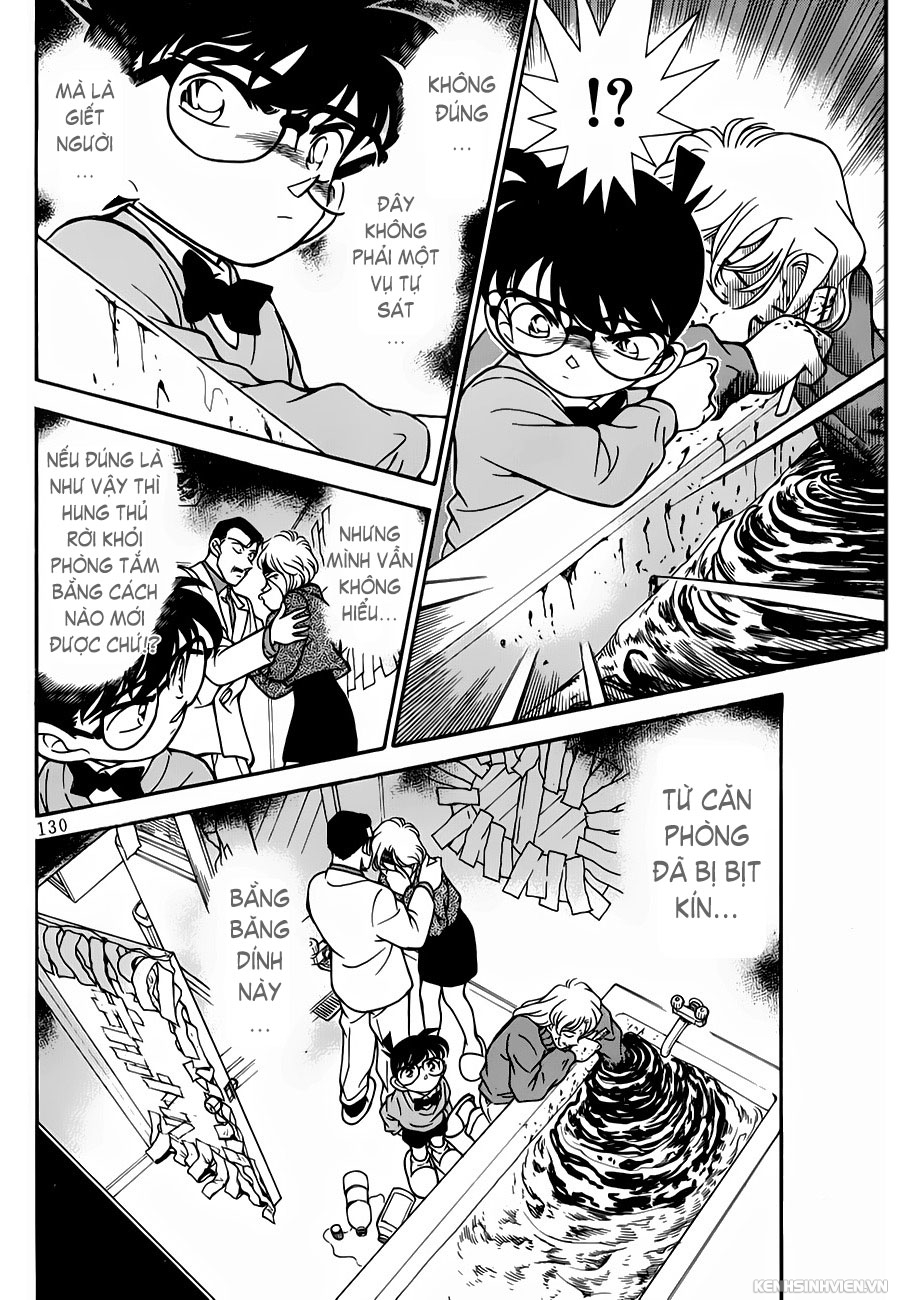 !?
KHÔNG
ĐÚNG
...
ĐÂY
KHÔNG
PHẢI MỘT
VỤ TỰ
SÁT
...
MÀ LÀ
GIẾT
NGƯỜI
...
NHƯNG
MÌNH VẪN
KHÔNG
HIỂU...
NẾU ĐÚNG LÀ
NHƯ VẬY THÌ
HUNG THỦ
RỜI KHỎI
PHÒNG TẮM
BẰNG CÁCH
NÀO MỚI
ĐƯỢC CHỨ!?
130
TỪ CĂN
PHÒNG
ĐÃ BỊ BỊT
KÍN...
BẰNG
BĂNG
DÍNH
NÀY
...
KENHSINHVIEN.VN